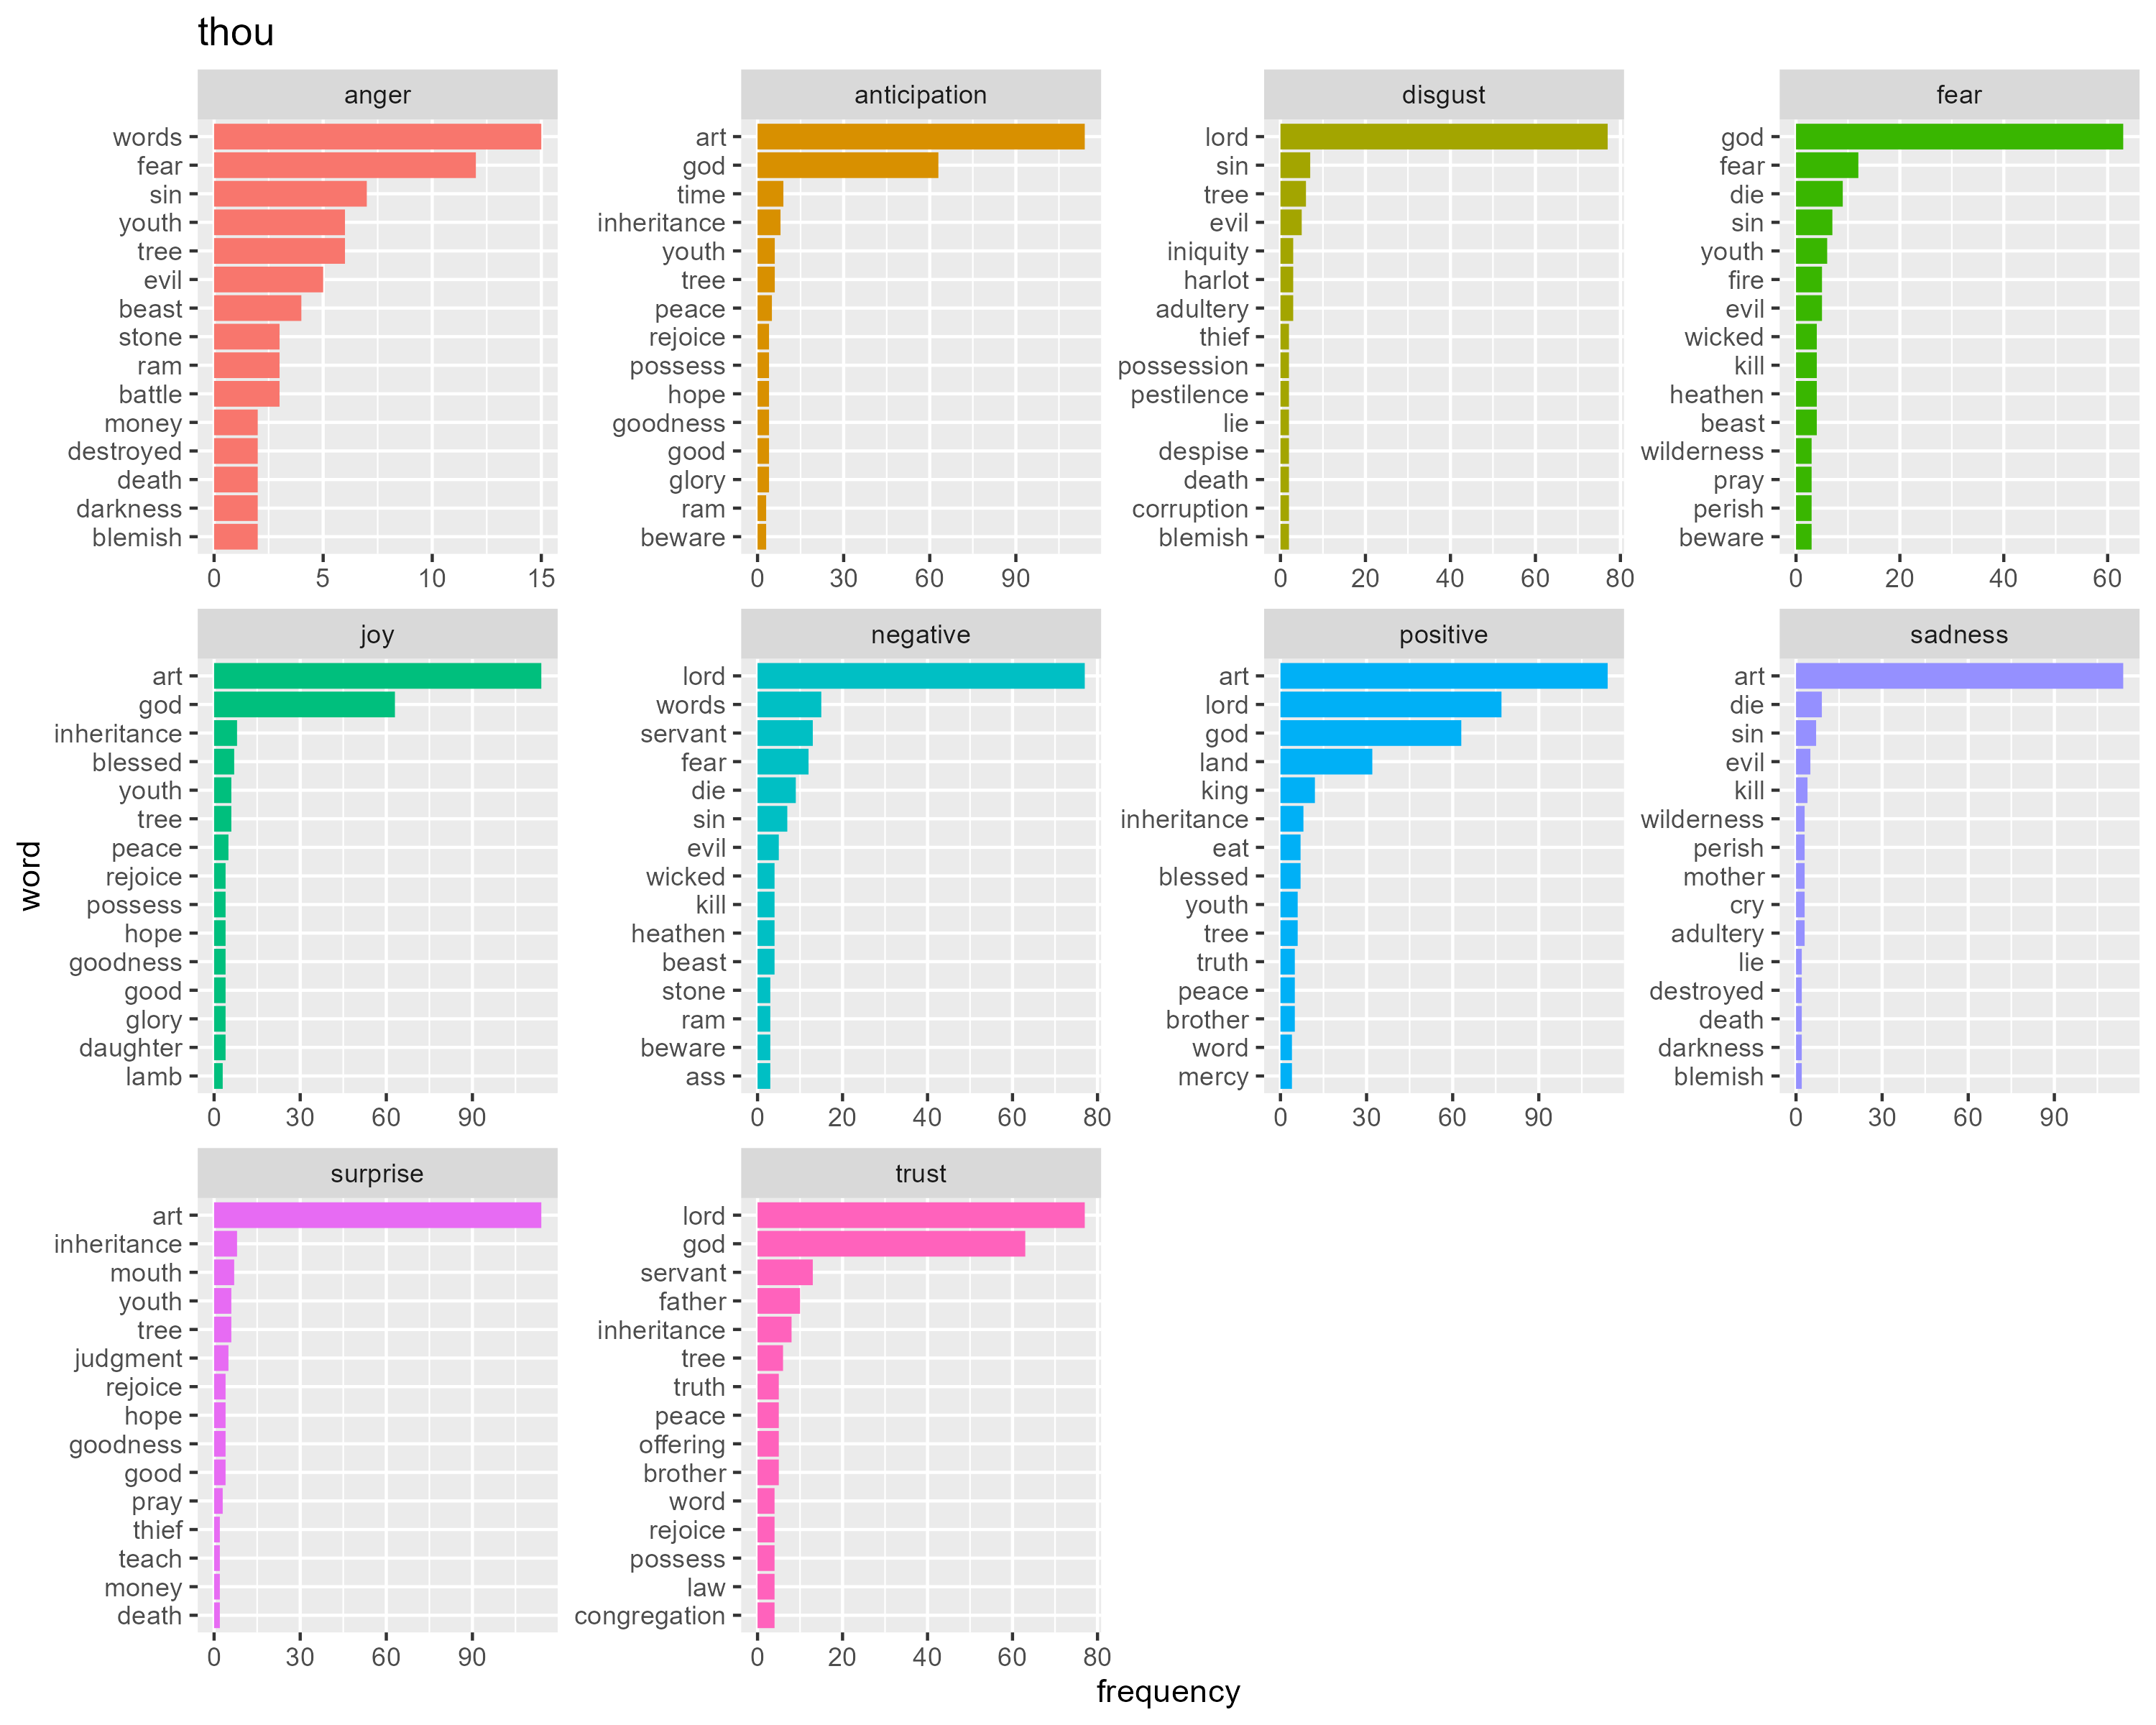 thou
anger
words
fear
sin
youth
tree
evil
beast
stone
ram
battle
money
destroyed
death
darkness
blemish
0 5 10 15
anticipation
art
god
time
inheritance
youth
tree
peace
rejoice
possess
hope
goodness
good
glory
ram
beware
0 30 60 90
disgust
lord
sin
tree
evil
iniquity
harlot
adultery
thief
possession
pestilence
lie
despise
death
corruption
blemish
0 20 40 60 80
fear
god
fear
die
sin
youth
fire
evil
wicked
kill
heathen
beast
wilderness
pray
perish
beware
0 20 40 60
joy
art
god
inheritance
blessed
youth
tree
peace
rejoice
possess
hope
goodness
good
glory
daughter
lamb
0 30 60 90
negative
lord
words
servant
fear
die
sin
evil
wicked
kill
heathen
beast
stone
ram
beware
ass
0 20 40 60 80
positive
art
lord
god
land
king
inheritance
eat
blessed
youth
tree
truth
peace
brother
word
mercy
0 30 60 90
sadness
art
die
sin
evil
kill
wilderness
perish
mother
cry
adultery
lie
destroyed
death
darkness
blemish
0 30 60 90
surprise
art
inheritance
mouth
youth
tree
judgment
rejoice
hope
goodness
good
pray
thief
teach
money
death
0 30 60 90
trust
lord
god
servant
father
inheritance
tree
truth
peace
offering
brother
word
rejoice
possess
law
congregation
0 20 40 60 80
word
frequency